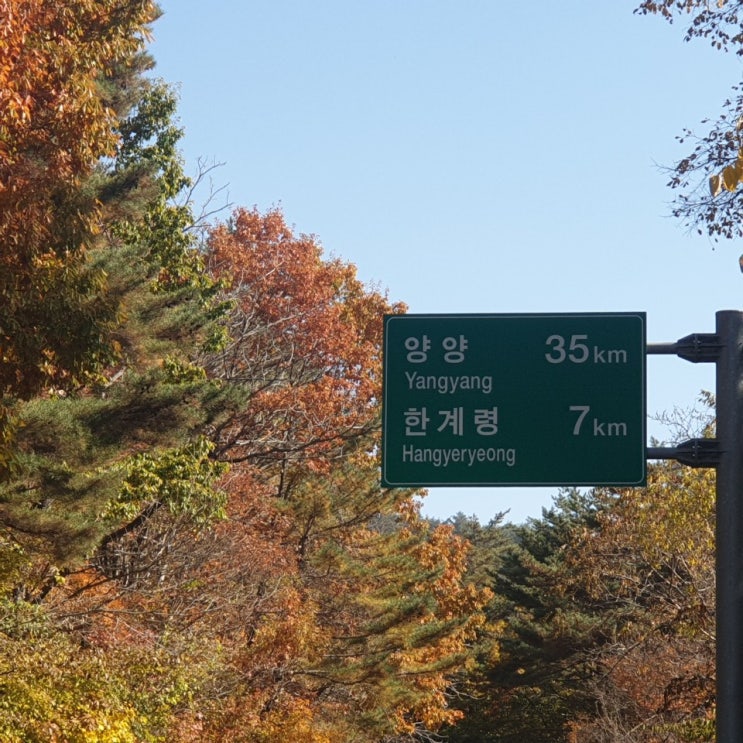 양양 35km
Yangyang
한계령 7km
Hangyeryeong